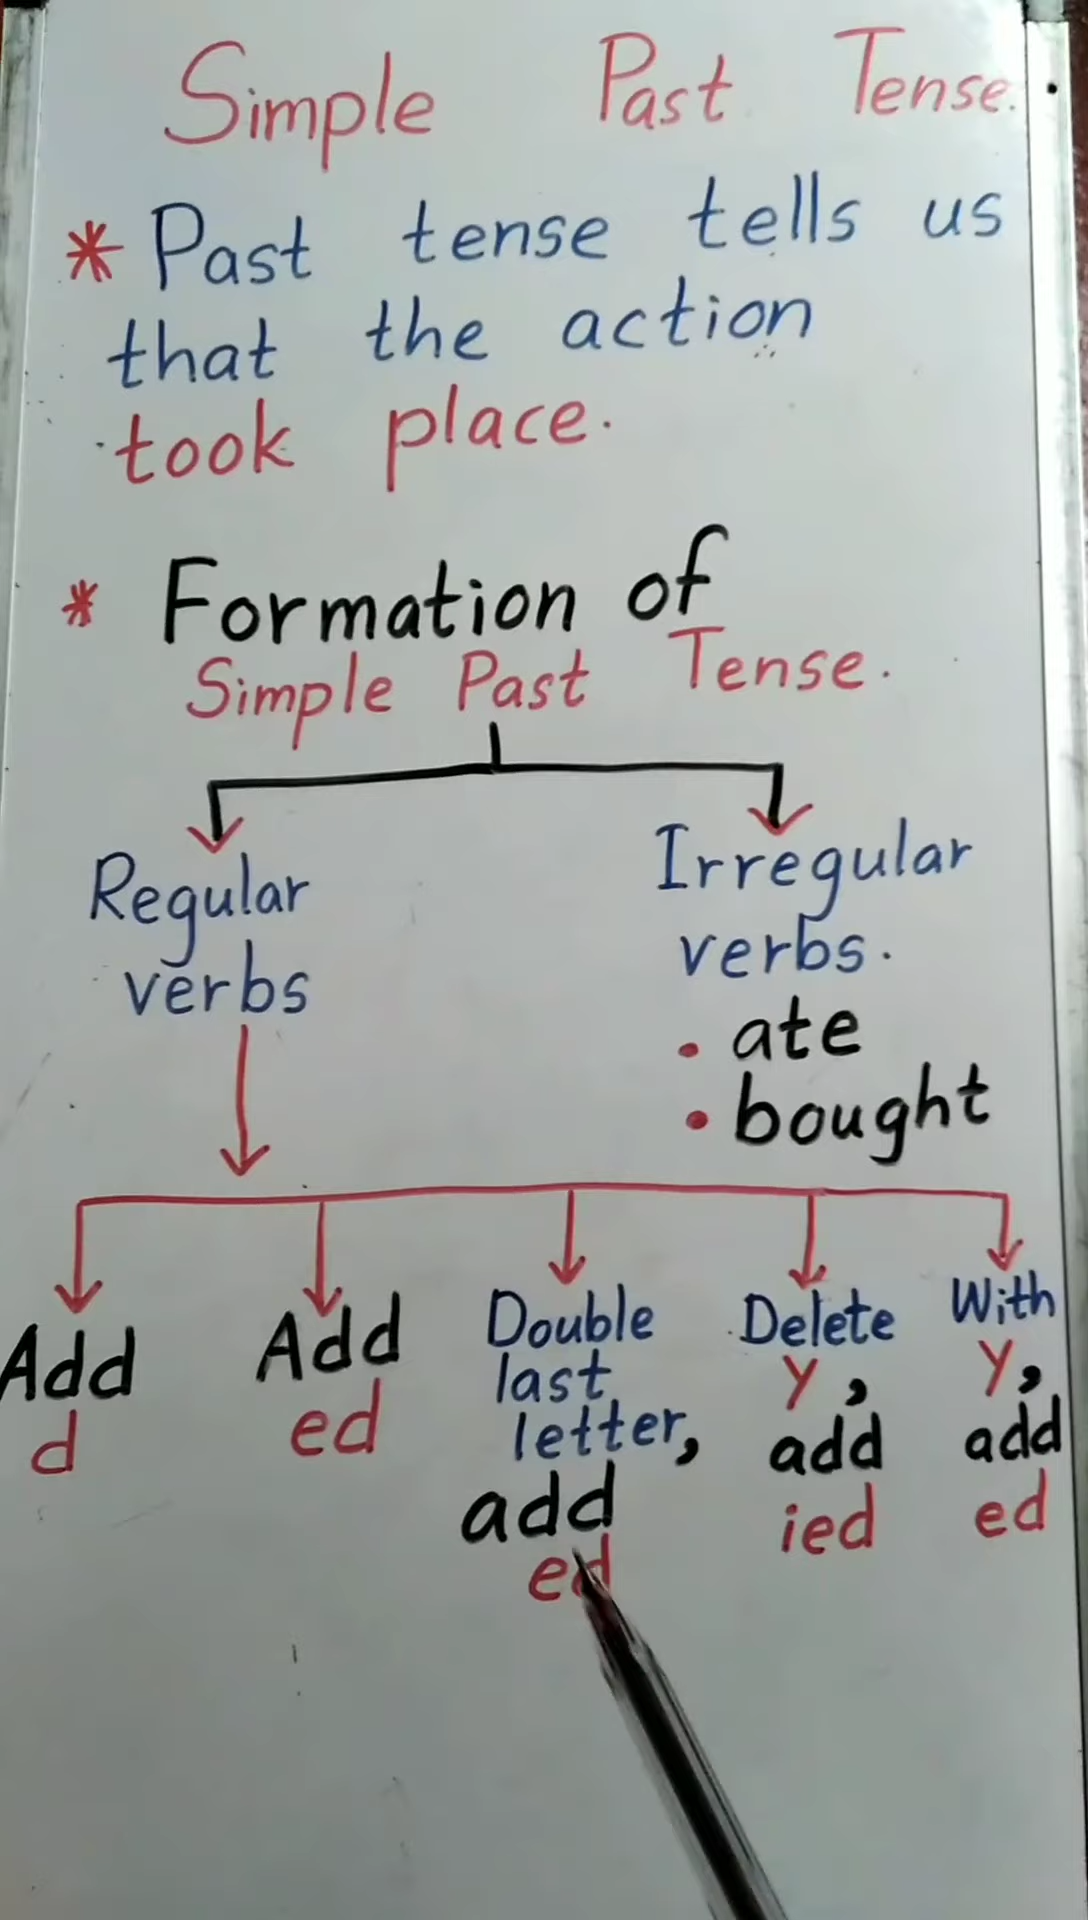 Simple Past Tense.
* Past tense tells us
that the action
took place.
* Formation of
Simple Past Tense.
Regular
verbs
Irregular
verbs.
• ate
• bought
Add
d
Add
ed
Double
last
letter,
add
ed
Delete
y,
add
ied
With
y,
add
ed